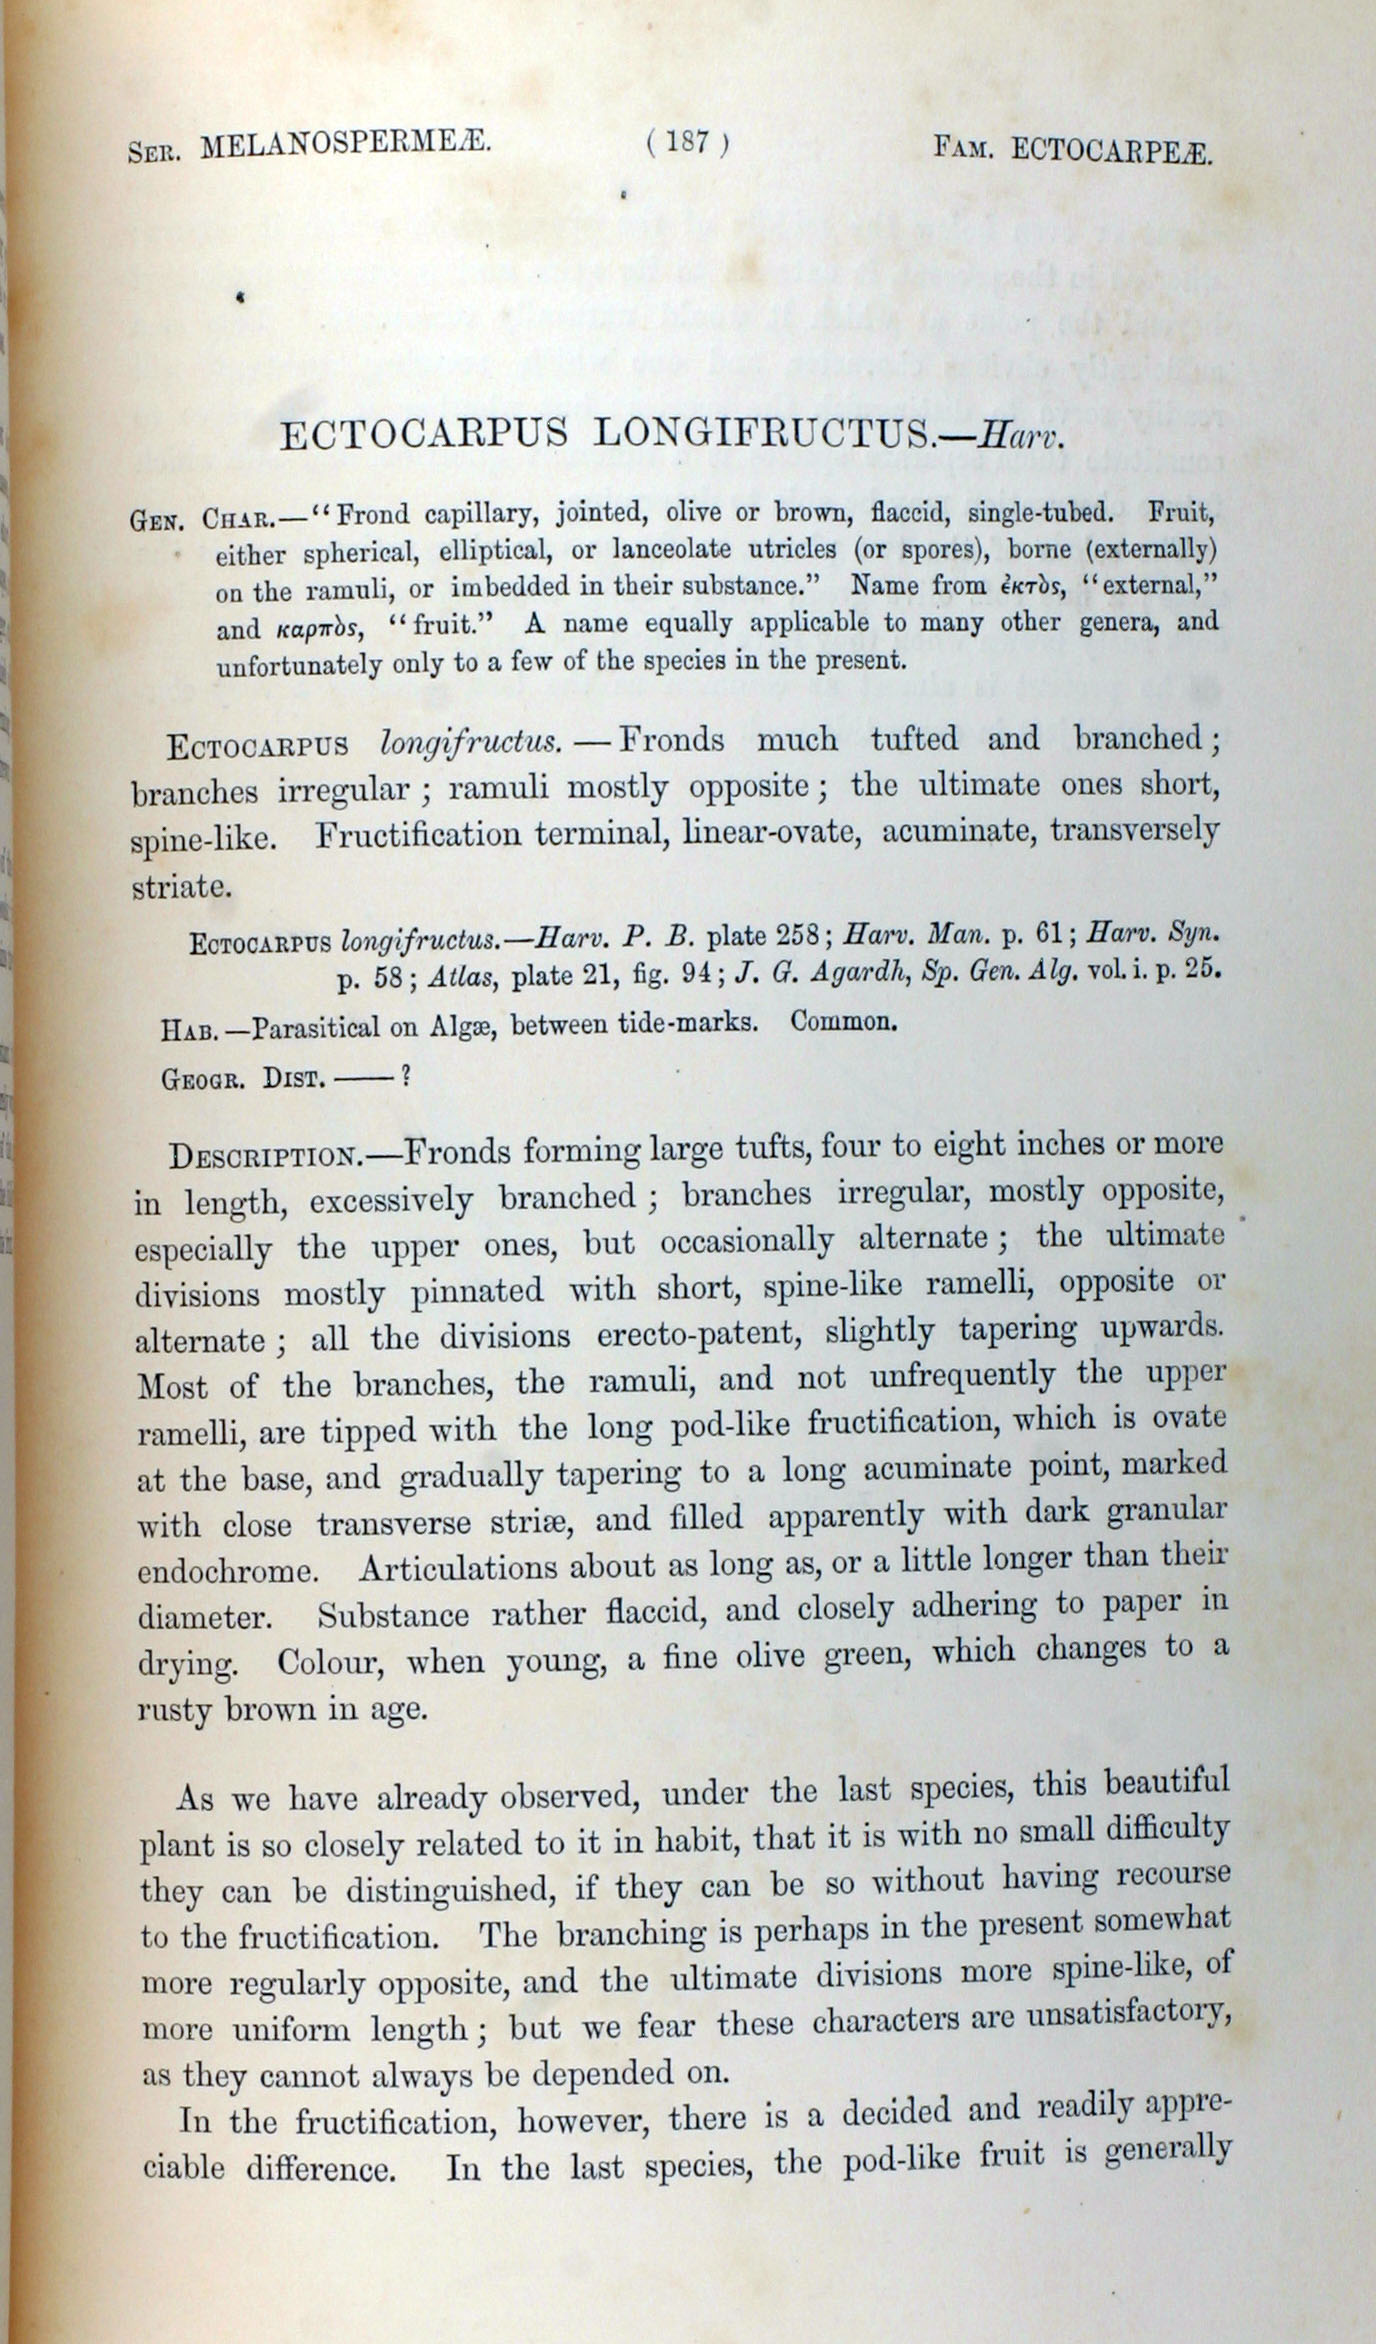 Ser. MELANOSPERMEÆ. ( 187 ) Fam. ECTOCARPEÆ.
ECTOCARPUS LONGIFRUCTUS.—Harv.
Gen. Char.—“Frond capillary, jointed, olive or brown, flaccid, single-tubed. Fruit,
either spherical, elliptical, or lanceolate utricles (or spores), borne (externally)
on the ramuli, or imbedded in their substance.” Name from ἐκτὸς, “external,”
and καρπὸς, “fruit.” A name equally applicable to many other genera, and
unfortunately only to a few of the species in the present.
Ectocarpus longifructus. — Fronds much tufted and branched ;
branches irregular ; ramuli mostly opposite ; the ultimate ones short,
spine-like. Fructification terminal, linear-ovate, acuminate, transversely
striate.
Ectocarpus longifructus.—Harv. P. B. plate 258 ; Harv. Man. p. 61 ; Harv. Syn.
p. 58 ; Atlas, plate 21, fig. 94 ; J. G. Agardh, Sp. Gen. Alg. vol. i. p. 25.
Hab.—Parasitical on Algæ, between tide-marks. Common.
Geogr. Dist. —— ?
Description.—Fronds forming large tufts, four to eight inches or more
in length, excessively branched ; branches irregular, mostly opposite,
especially the upper ones, but occasionally alternate ; the ultimate
divisions mostly pinnated with short, spine-like ramelli, opposite or
alternate ; all the divisions erecto-patent, slightly tapering upwards.
Most of the branches, the ramuli, and not unfrequently the upper
ramelli, are tipped with the long pod-like fructification, which is ovate
at the base, and gradually tapering to a long acuminate point, marked
with close transverse striæ, and filled apparently with dark granular
endochrome. Articulations about as long as, or a little longer than their
diameter. Substance rather flaccid, and closely adhering to paper in
drying. Colour, when young, a fine olive green, which changes to a
rusty brown in age.
As we have already observed, under the last species, this beautiful
plant is so closely related to it in habit, that it is with no small difficulty
they can be distinguished, if they can be so without having recourse
to the fructification. The branching is perhaps in the present somewhat
more regularly opposite, and the ultimate divisions more spine-like, of
more uniform length ; but we fear these characters are unsatisfactory,
as they cannot always be depended on.
In the fructification, however, there is a decided and readily appre-
ciable difference. In the last species, the pod-like fruit is generally